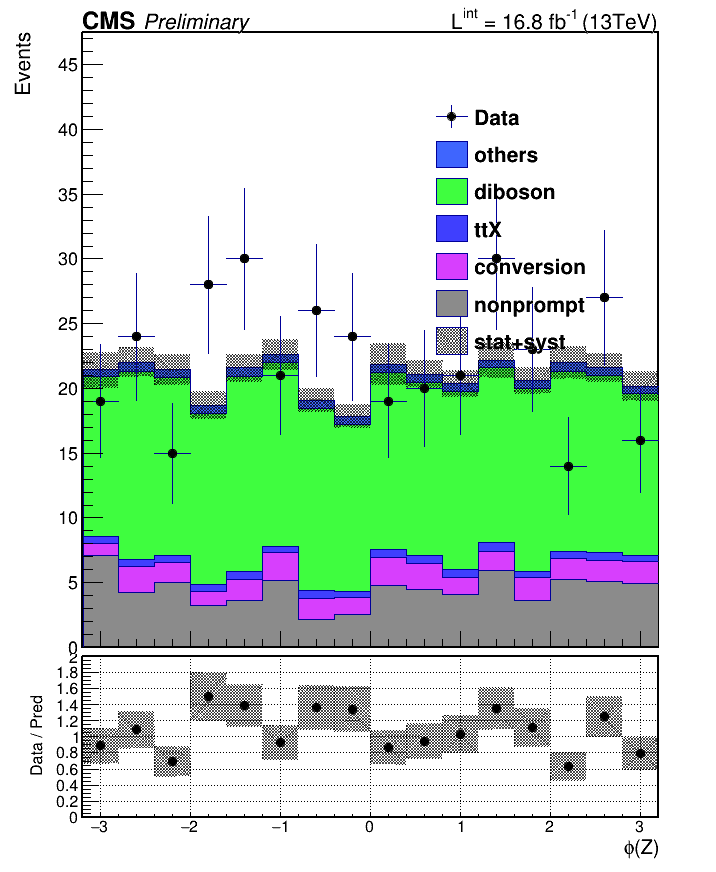 CMS Preliminary
L^int = 16.8 fb^-1 (13TeV)
Events
45
40
35
30
25
20
15
10
5
0
Data
others
diboson
ttX
conversion
nonprompt
stat+syst
Data / Pred
2
1.8
1.6
1.4
1.2
1
0.8
0.6
0.4
0.2
0
−3 −2 −1 0 1 2 3
ϕ(Z)